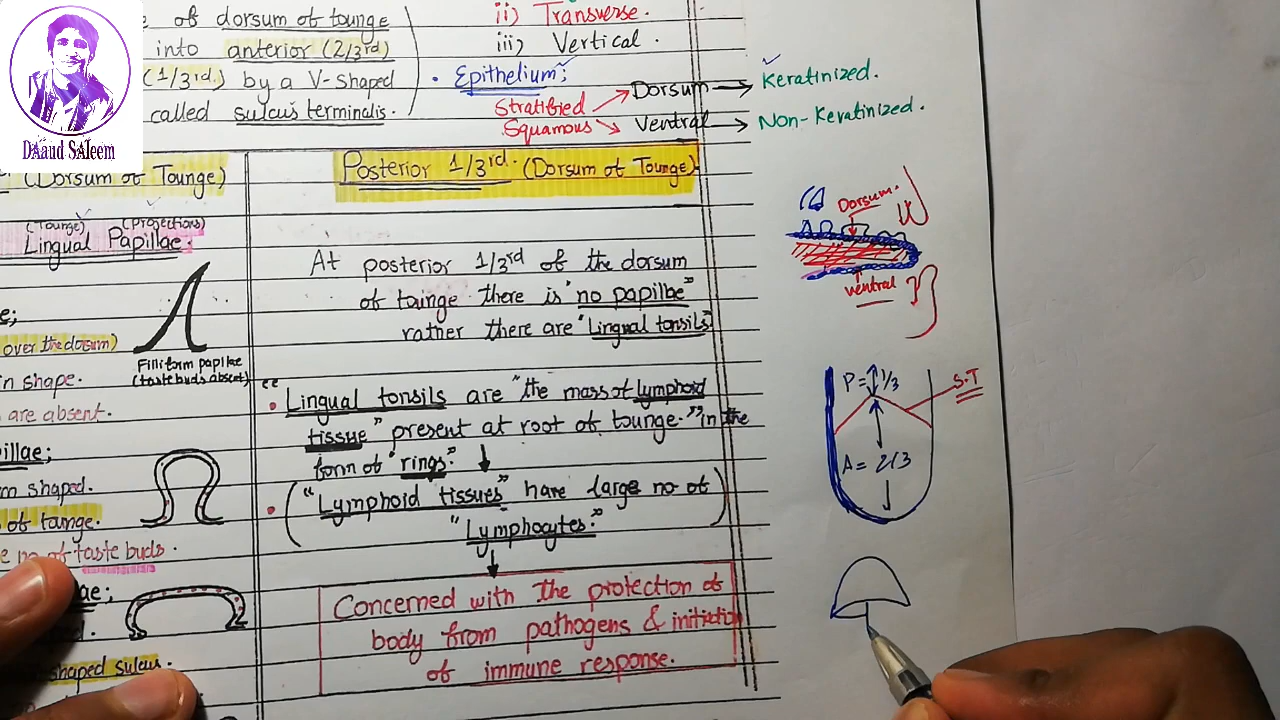 e of dorsum of tounge
into anterior (2/3rd)
(1/3rd.) by a V-shaped
called sulcus terminalis.
ii) Transverse.
iii) Vertical.
• Epithelium;
Stratified
Squamous
Dorsum
Ventral
Keratinized.
Non-Keratinized.
DAaud SAleem
(Dorsum of Tounge)
Posterior 1/3rd. (Dorsum of Tounge)
(Tounge) (Projections)
Lingual Papillae.
At posterior 1/3rd of the dorsum
of tounge there is "no papillae"
rather there are "Lingual tonsils"
over the dorsum)
Filiform papillae
(taste buds absent)
in shape.
are absent.
• Lingual tonsils are "the mass of lymphoid
tissue" present at root of tounge." in the
form of "rings".
illae;
m shaped.
of tounge.
e no of taste buds.
• ("Lymphoid tissues" have large no of
"Lymphocytes.")
ae;
Concerned with the protection of
body from pathogens & initiation
of immune response.
shaped sulcus.
Dorsum.
ventral
P = 1/3
S.T
A = 2/3